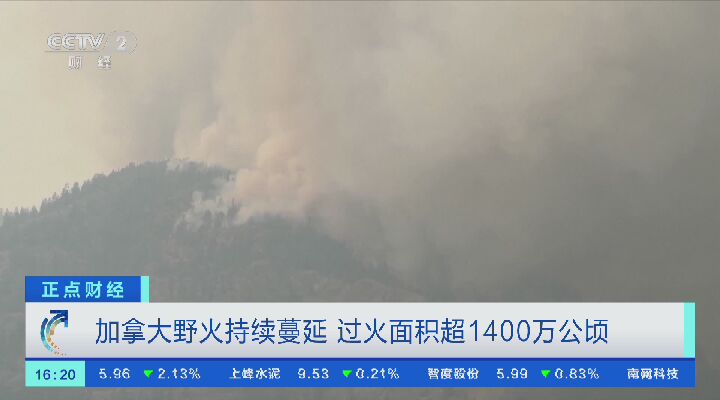 CCTV 2
财 经
正点财经
加拿大野火持续蔓延 过火面积超1400万公顷
16:20 5.96 ▼2.13% 上峰水泥 9.53 ▼0.21% 智度股份 5.99 ▼0.83% 南网科技